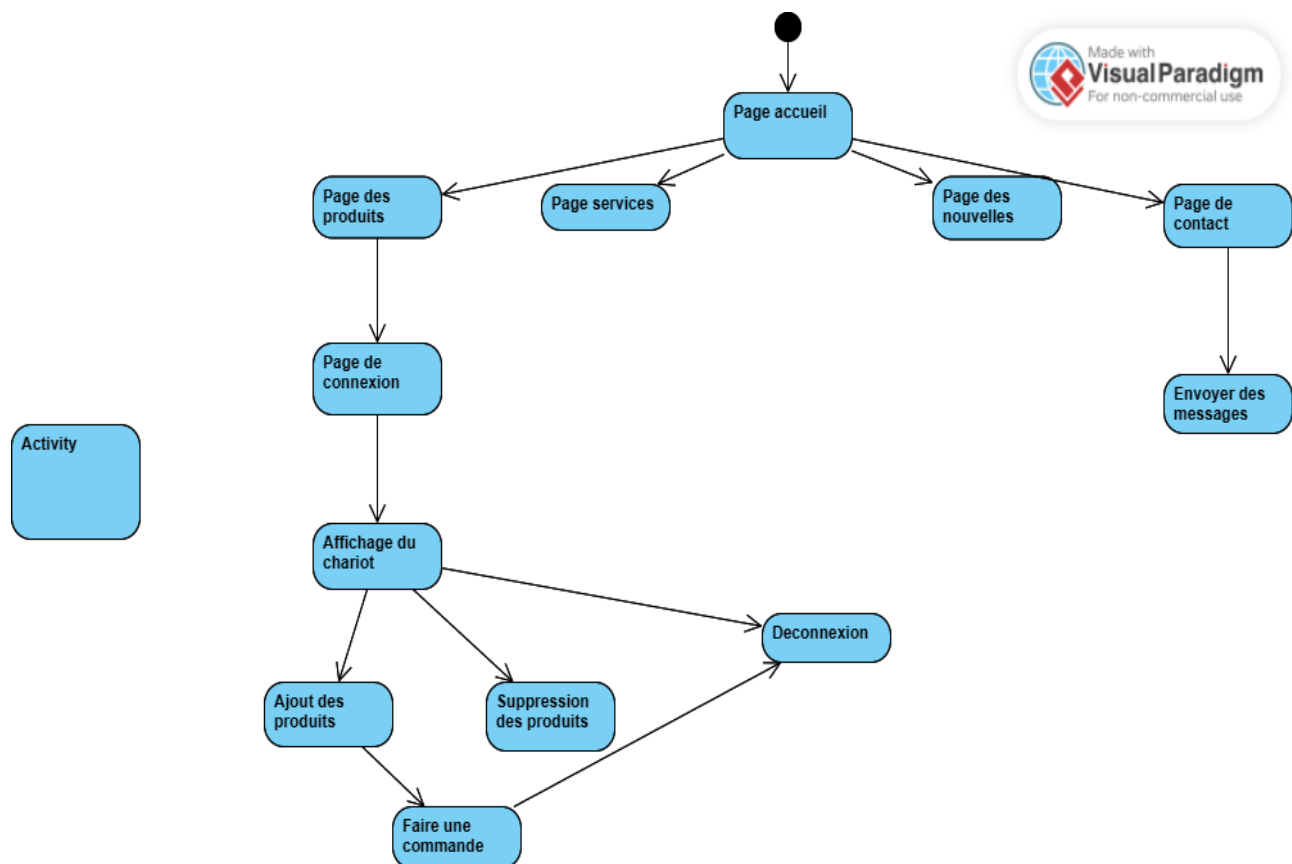 Made with
Visual Paradigm
For non-commercial use
Page accueil
Page des
produits
Page services
Page des
nouvelles
Page de
contact
Page de
connexion
Envoyer des
messages
Activity
Affichage du
chariot
Deconnexion
Ajout des
produits
Suppression
des produits
Faire une
commande